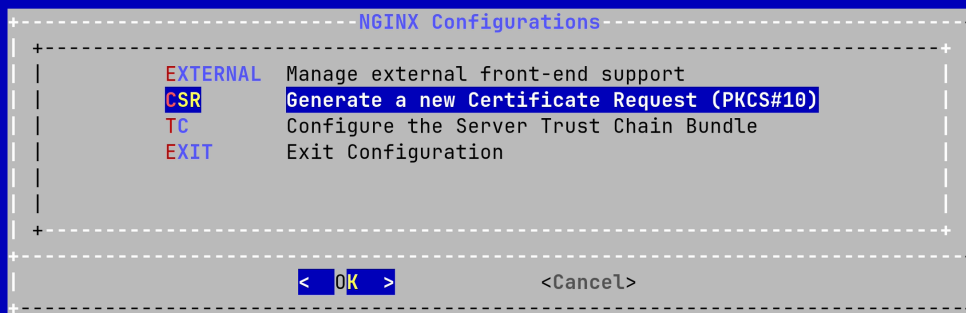 NGINX Configurations
EXTERNAL Manage external front-end support
CSR Generate a new Certificate Request (PKCS#10)
TC Configure the Server Trust Chain Bundle
EXIT Exit Configuration
< OK > <Cancel>